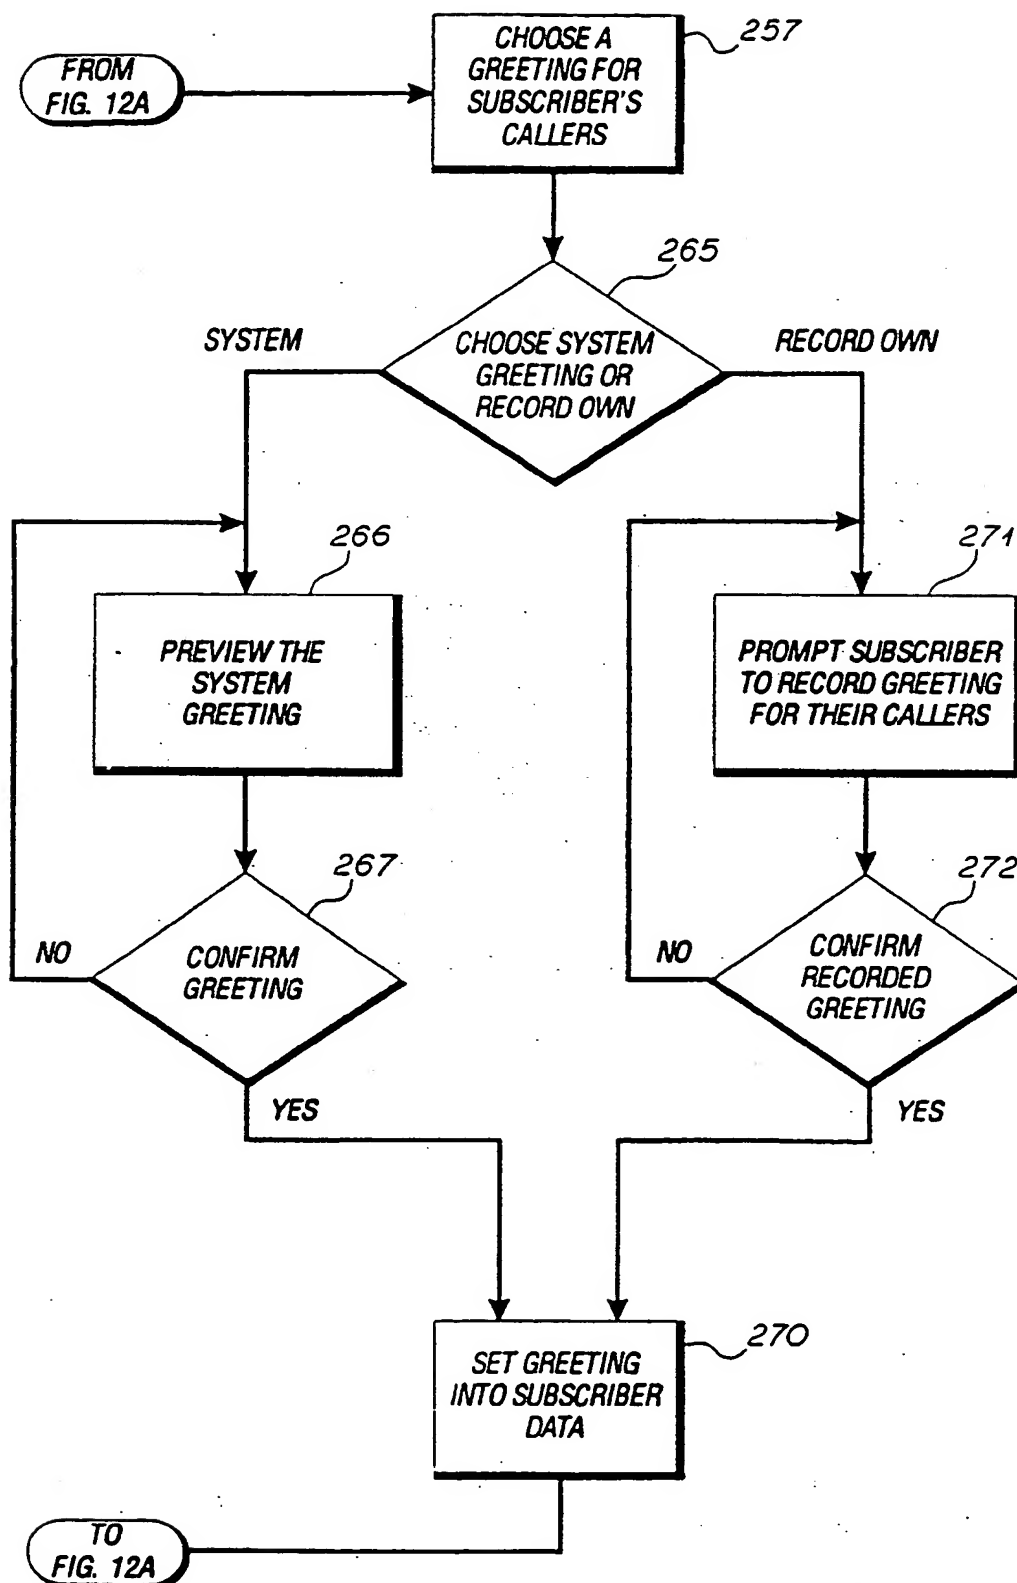 FROM
FIG. 12A
CHOOSE A
GREETING FOR
SUBSCRIBER'S
CALLERS
257
265
SYSTEM
CHOOSE SYSTEM
GREETING OR
RECORD OWN
RECORD OWN
266
PREVIEW THE
SYSTEM
GREETING
271
PROMPT SUBSCRIBER
TO RECORD GREETING
FOR THEIR CALLERS
267
NO
CONFIRM
GREETING
YES
272
NO
CONFIRM
RECORDED
GREETING
YES
270
SET GREETING
INTO SUBSCRIBER
DATA
TO
FIG. 12A